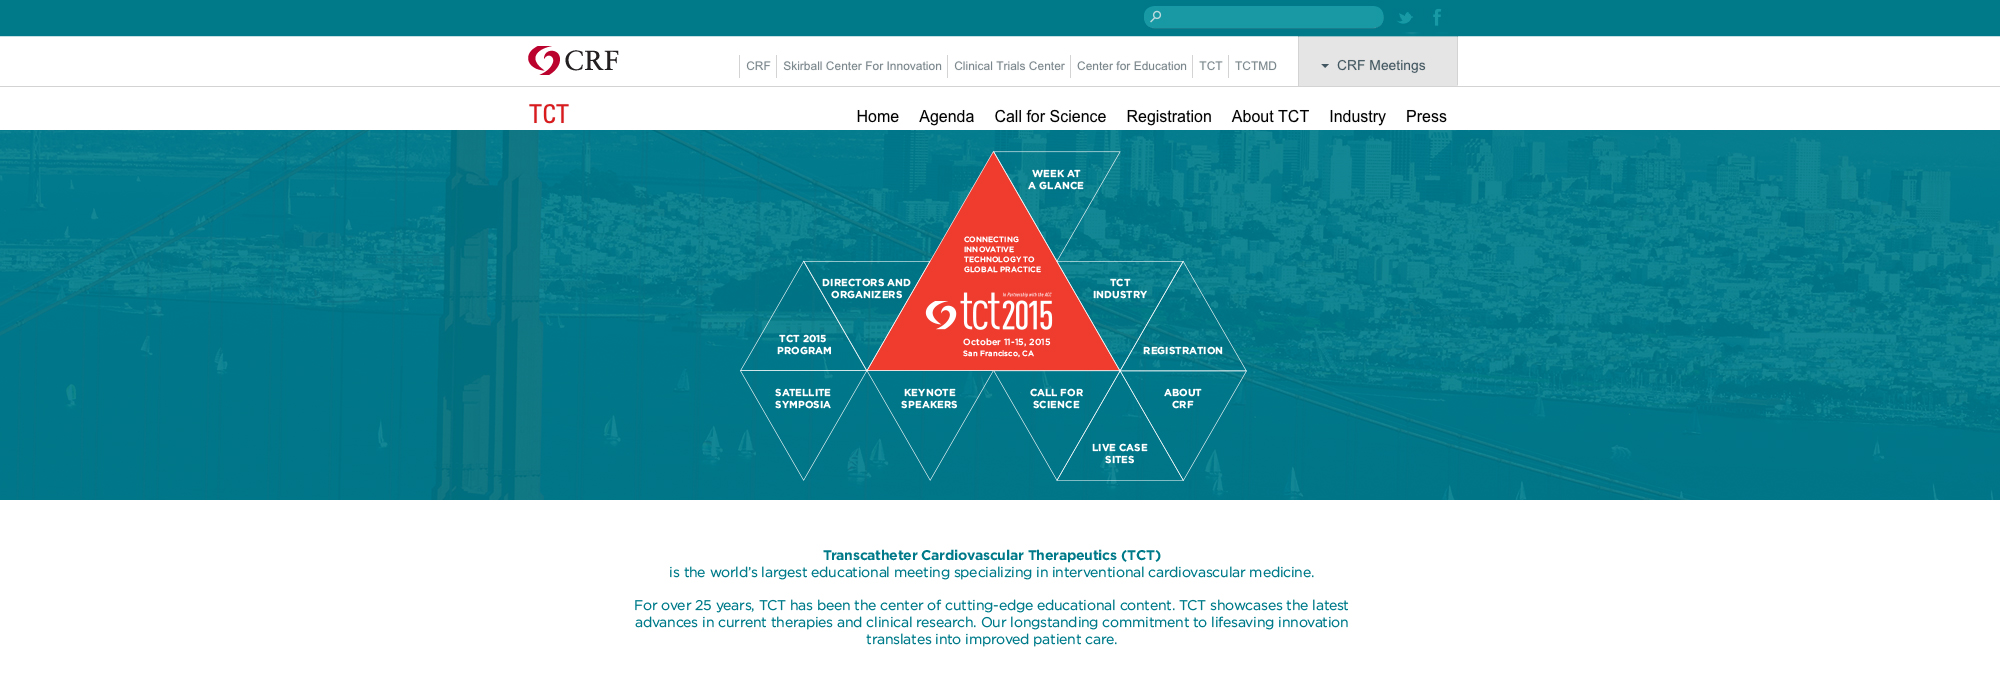 CRF
CRF
Skirball Center For Innovation
Clinical Trials Center
Center for Education
TCT
TCTMD
CRF Meetings
TCT
Home
Agenda
Call for Science
Registration
About TCT
Industry
Press
WEEK AT
A GLANCE
CONNECTING
INNOVATIVE
TECHNOLOGY TO
GLOBAL PRACTICE
DIRECTORS AND
ORGANIZERS
TCT
INDUSTRY
In Partnership with the ACC
tct2015
October 11-15, 2015
San Francisco, CA
TCT 2015
PROGRAM
REGISTRATION
SATELLITE
SYMPOSIA
KEYNOTE
SPEAKERS
CALL FOR
SCIENCE
ABOUT
CRF
LIVE CASE
SITES
Transcatheter Cardiovascular Therapeutics (TCT)
is the world's largest educational meeting specializing in interventional cardiovascular medicine.
For over 25 years, TCT has been the center of cutting-edge educational content. TCT showcases the latest
advances in current therapies and clinical research. Our longstanding commitment to lifesaving innovation
translates into improved patient care.